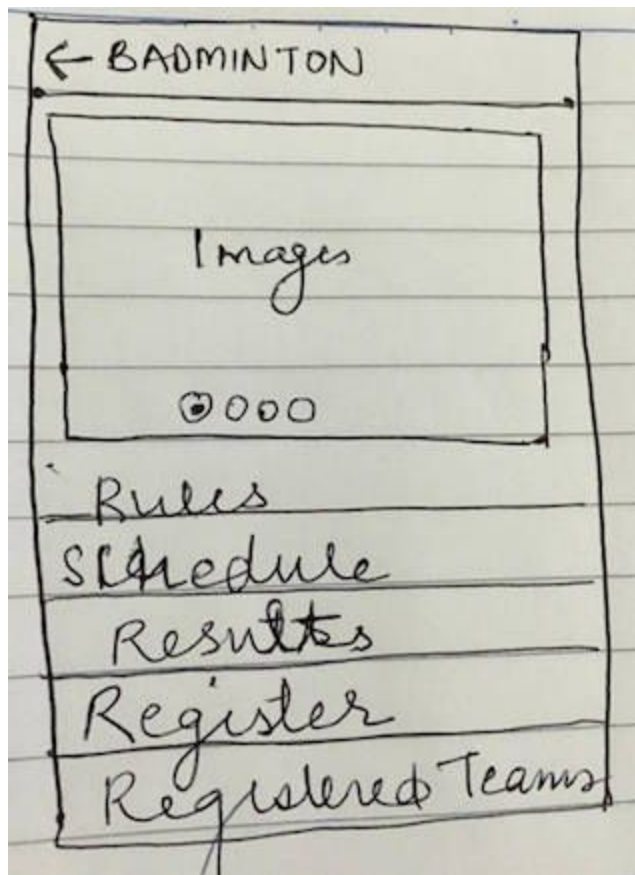 ← BADMINTON
Images
Rules
Schedule
Results
Register
Registered Teams